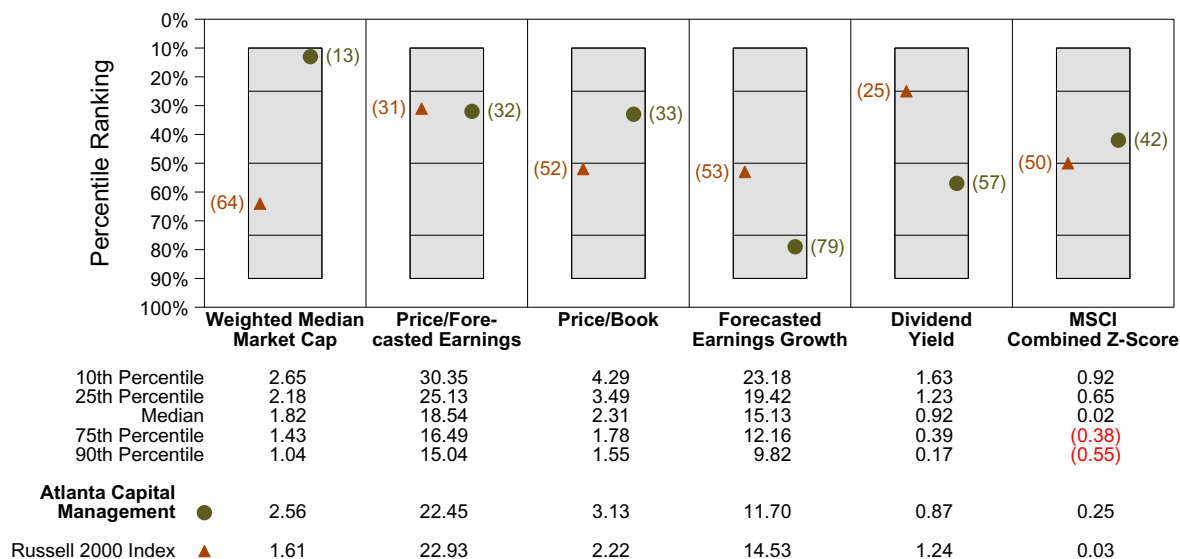 Percentile Ranking
0%
10%
20%
30%
40%
50%
60%
70%
80%
90%
100%
(64)
(13)
(31)
(32)
(52)
(33)
(53)
(79)
(25)
(57)
(50)
(42)
Weighted Median
Market Cap
Price/Fore-
casted Earnings
Price/Book
Forecasted
Earnings Growth
Dividend
Yield
MSCI
Combined Z-Score
10th Percentile 2.65 30.35 4.29 23.18 1.63 0.92
25th Percentile 2.18 25.13 3.49 19.42 1.23 0.65
Median 1.82 18.54 2.31 15.13 0.92 0.02
75th Percentile 1.43 16.49 1.78 12.16 0.39 (0.38)
90th Percentile 1.04 15.04 1.55 9.82 0.17 (0.55)
Atlanta Capital
Management 2.56 22.45 3.13 11.70 0.87 0.25
Russell 2000 Index 1.61 22.93 2.22 14.53 1.24 0.03